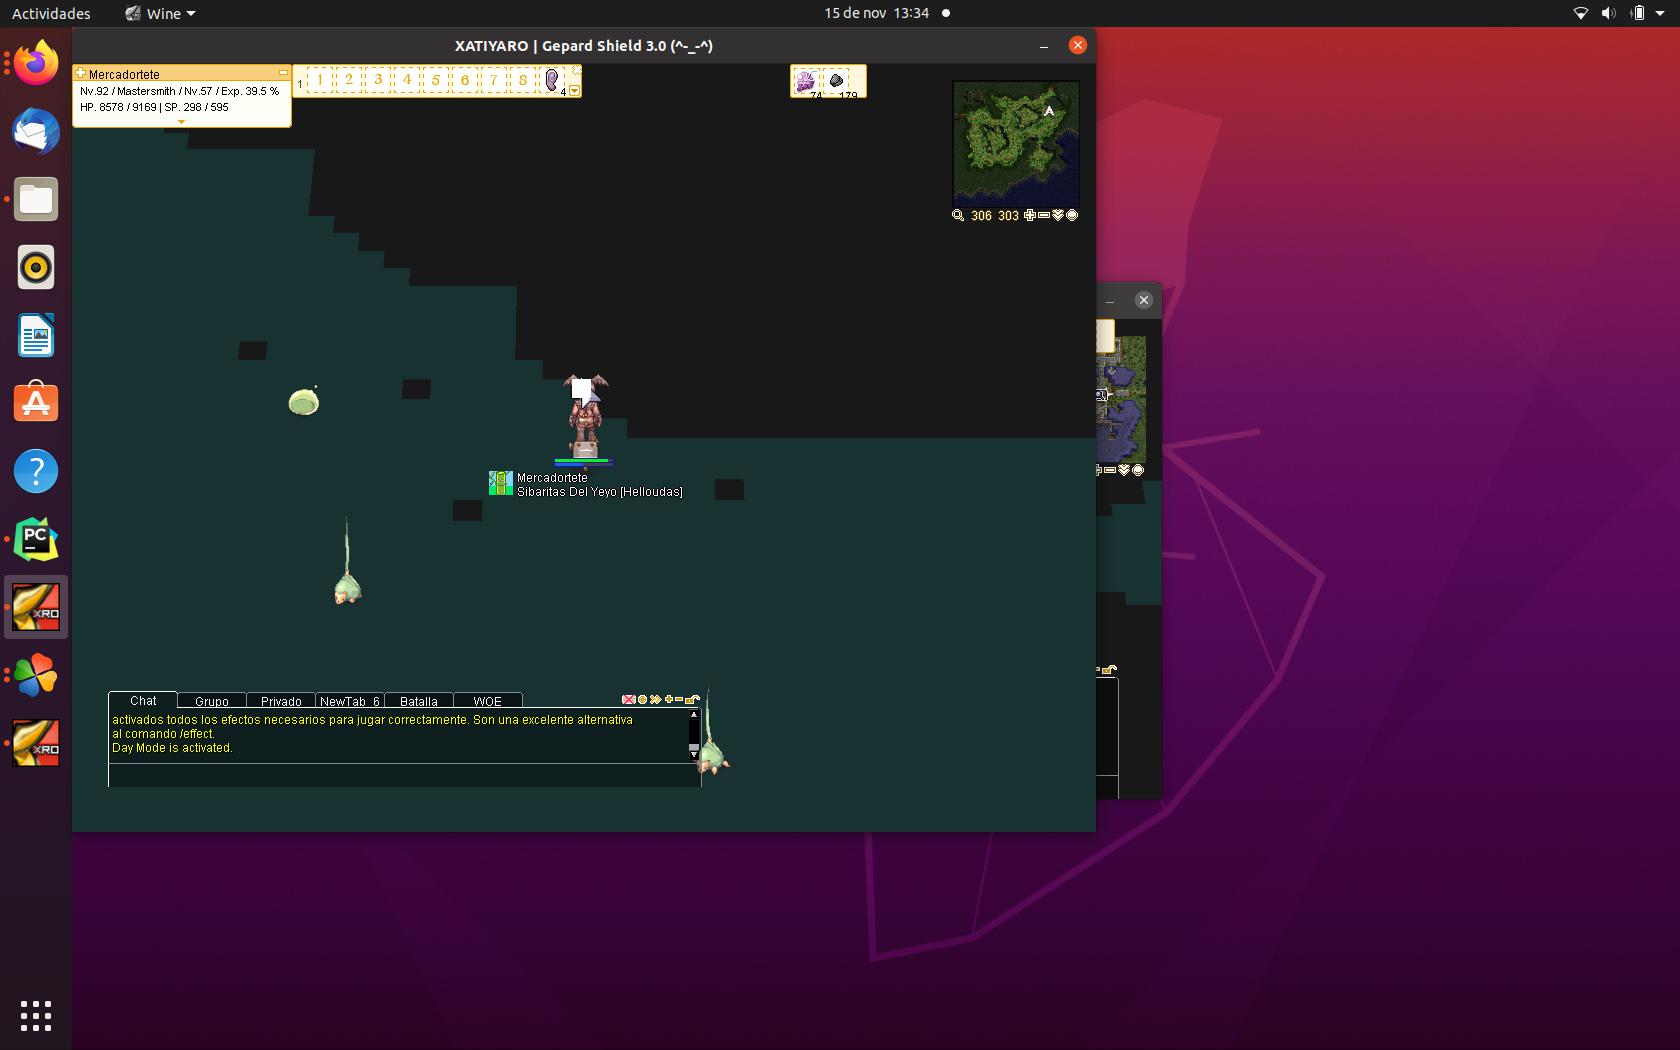 Actividades
Wine
15 de nov 13:34
XATIYARO | Gepard Shield 3.0 (^-_-^)
Mercadortete
Nv.92 / Mastersmith / Nv.57 / Exp. 39.5 %
HP. 8578 / 9169 | SP. 298 / 595
1 1 2 3 4 5 6 7 8 4
74 179
306 303
Mercadortete
Sibaritas Del Yeyo [Helloudas]
Chat Grupo Privado NewTab_6 Batalla WOE
activados todos los efectos necesarios para jugar correctamente. Son una excelente alternativa
al comando /effect.
Day Mode is activated.
PC
XRO
XRO